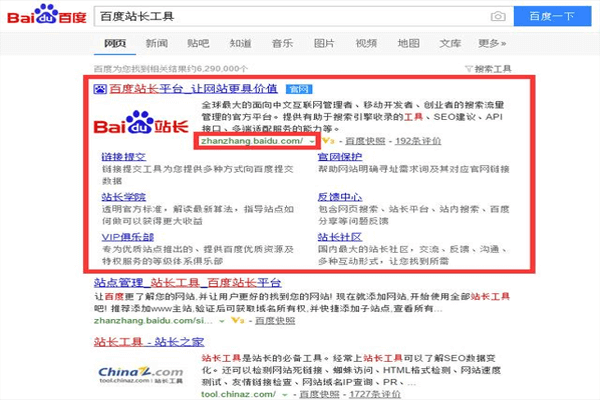 Bai du 百度
百度站长工具
百度一下
网页 新闻 贴吧 知道 音乐 图片 视频 地图 文库 更多»
百度为您找到相关结果约6,290,000个
搜索工具
百度站长平台_让网站更具价值 官网
全球最大的面向中文互联网管理者、移动开发者、创业者的搜索流量
管理的官方平台。提供有助于搜索引擎收录的工具、SEO建议、API
接口、多端适配服务的能力等。
Bai du 站长
zhanzhang.baidu.com/ V3 - 百度快照 - 192条评价
链接提交
链接提交工具为您提供多种方式向百度提交
数据
官网保护
帮助网站明确寻址需求词及其对应官网链接
站长学院
透明官方标准，解读最新算法，指导站点如
何做可以获得更大收益
反馈中心
包含网页搜索、站长平台、站内搜索、百度
分享等问题反馈
VIP俱乐部
专为优质站点推出的、提供百度优质资源及
特权服务的等级体系俱乐部
站长社区
国内最大的站长社区，交流、反馈、沟通、
多种互动形式，让您找到所需
站点管理_站长工具_百度站长平台
让百度更了解您的网站,并让用户更好的找到您的网站! 现在就添加网站,开始使用全部站长工具
吧! 推荐添加www主站,验证后可获取域名所有权,并快捷添加子站点,查看所有...
zhanzhang.baidu.com/si... V3 - 百度快照
站长工具 - 站长之家
站长工具是站长的必备工具。经常上站长工具可以了解SEO数据变
化。还可以检测网站死链接、蜘蛛访问、HTML格式检测、网站速度
测试、友情链接检查、网站域名IP查询、PR、...
ChinaZ.com
tool.chinaz.com 站长工具
tool.chinaz.com/ - 百度快照 - 1727条评价